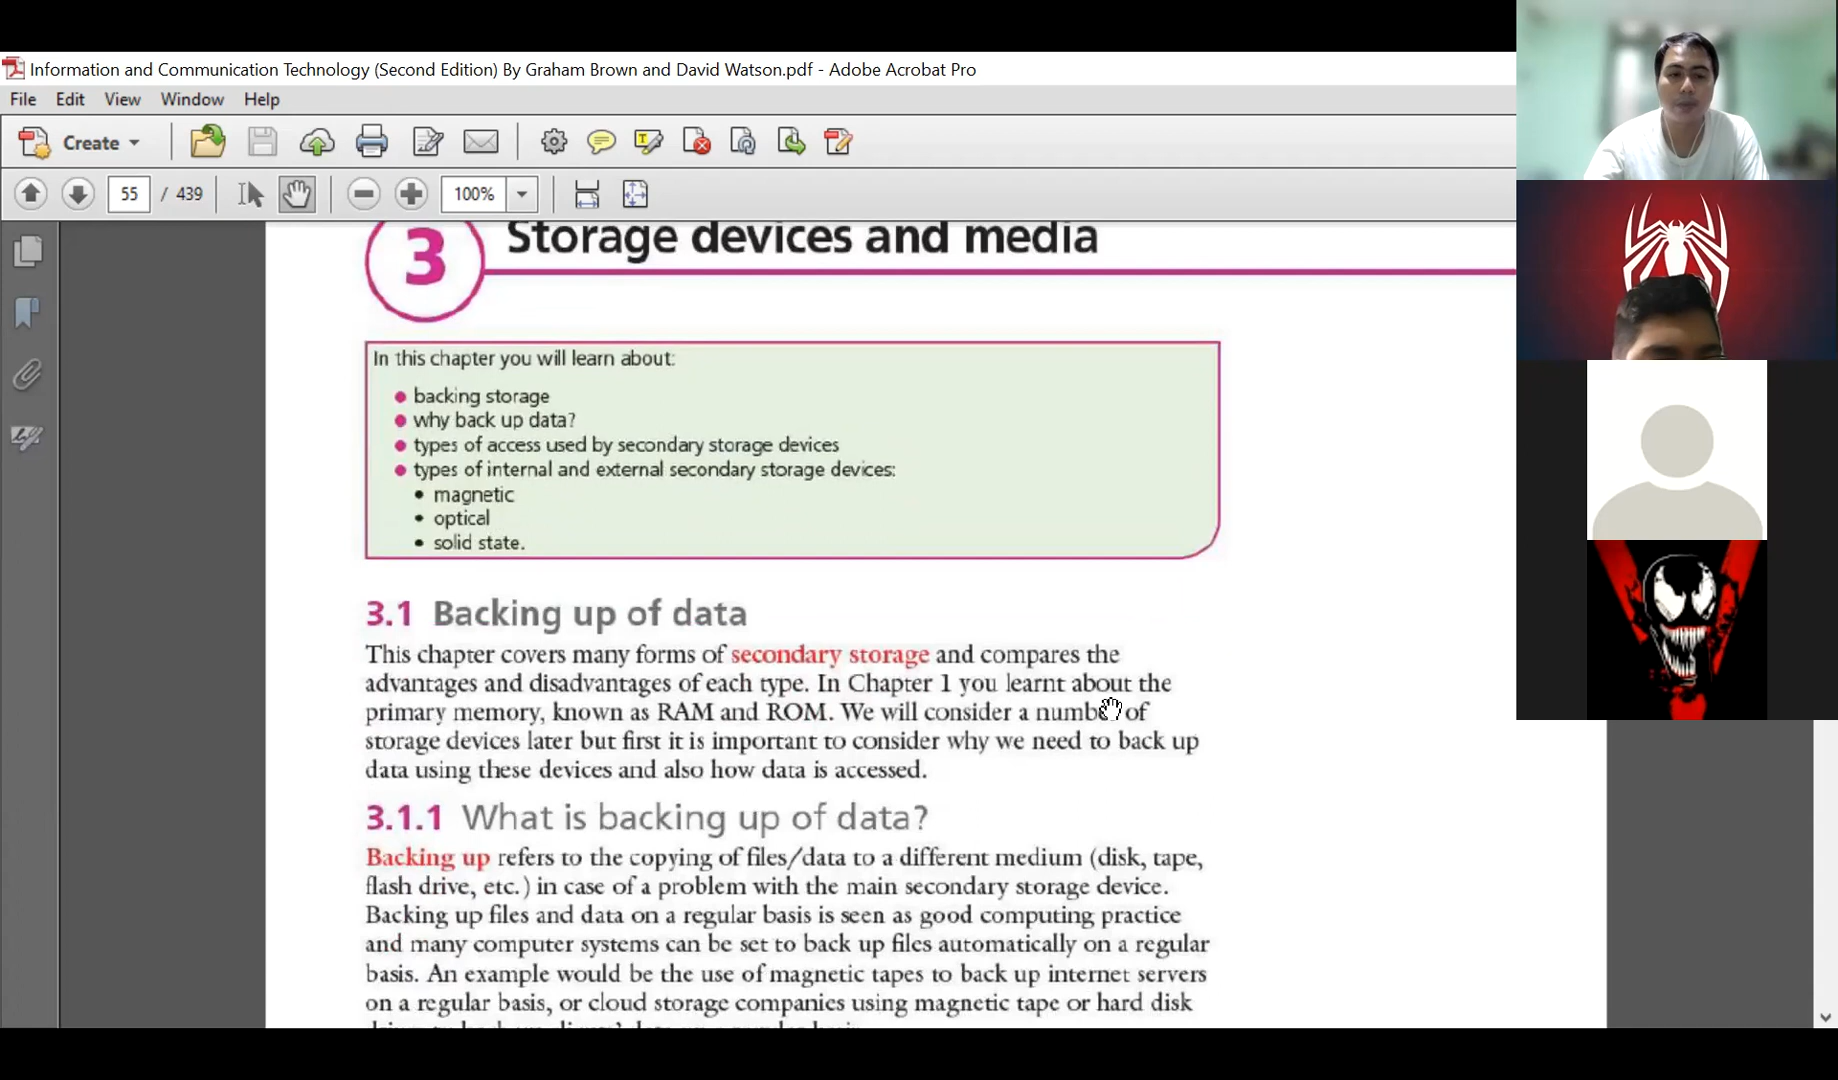 Information and Communication Technology (Second Edition) By Graham Brown and David Watson.pdf - Adobe Acrobat Pro
File Edit View Window Help
Create
55 / 439 100%
3 Storage devices and media
In this chapter you will learn about:
● backing storage
● why back up data?
● types of access used by secondary storage devices
● types of internal and external secondary storage devices:
• magnetic
• optical
• solid state.
3.1 Backing up of data
This chapter covers many forms of secondary storage and compares the
advantages and disadvantages of each type. In Chapter 1 you learnt about the
primary memory, known as RAM and ROM. We will consider a number of
storage devices later but first it is important to consider why we need to back up
data using these devices and also how data is accessed.
3.1.1 What is backing up of data?
Backing up refers to the copying of files/data to a different medium (disk, tape,
flash drive, etc.) in case of a problem with the main secondary storage device.
Backing up files and data on a regular basis is seen as good computing practice
and many computer systems can be set to back up files automatically on a regular
basis. An example would be the use of magnetic tapes to back up internet servers
on a regular basis, or cloud storage companies using magnetic tape or hard disk